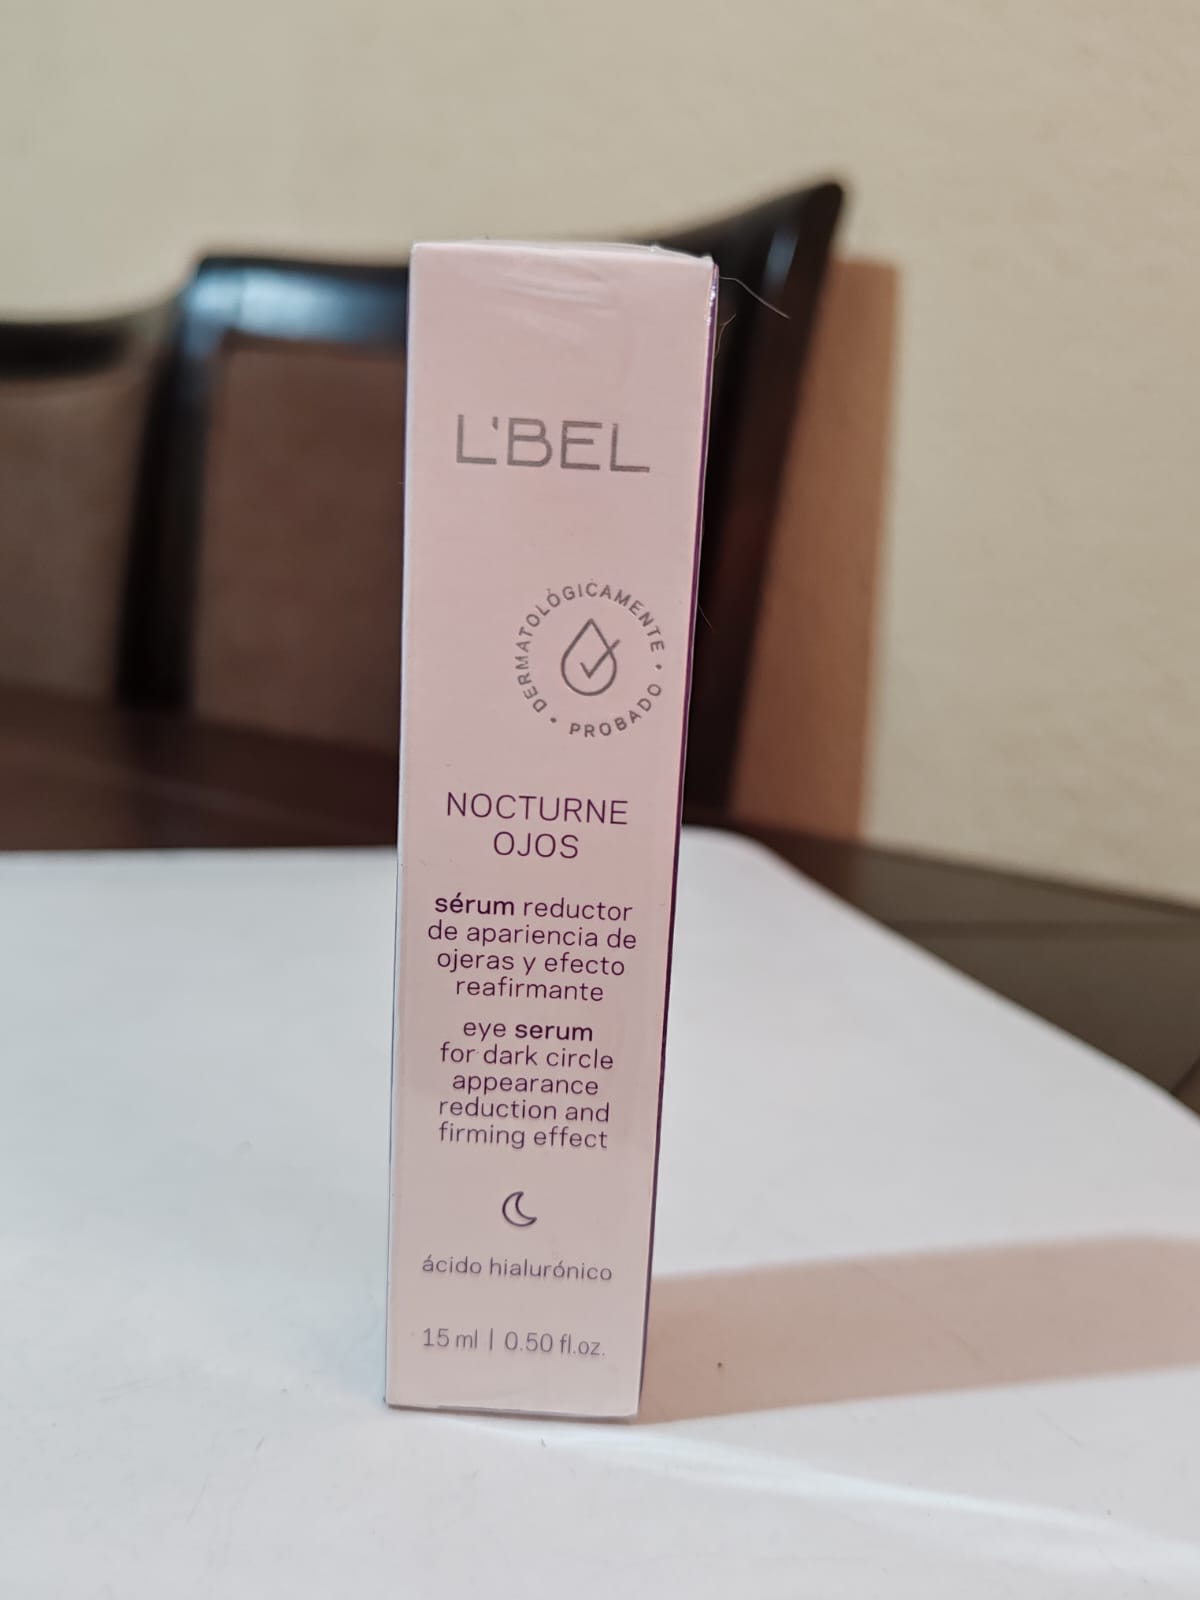 L'BEL
DERMATOLÓGICAMENTE • PROBADO •
NOCTURNE
OJOS
sérum reductor
de apariencia de
ojeras y efecto
reafirmante
eye serum
for dark circle
appearance
reduction and
firming effect
ácido hialurónico
15 ml | 0.50 fl.oz.